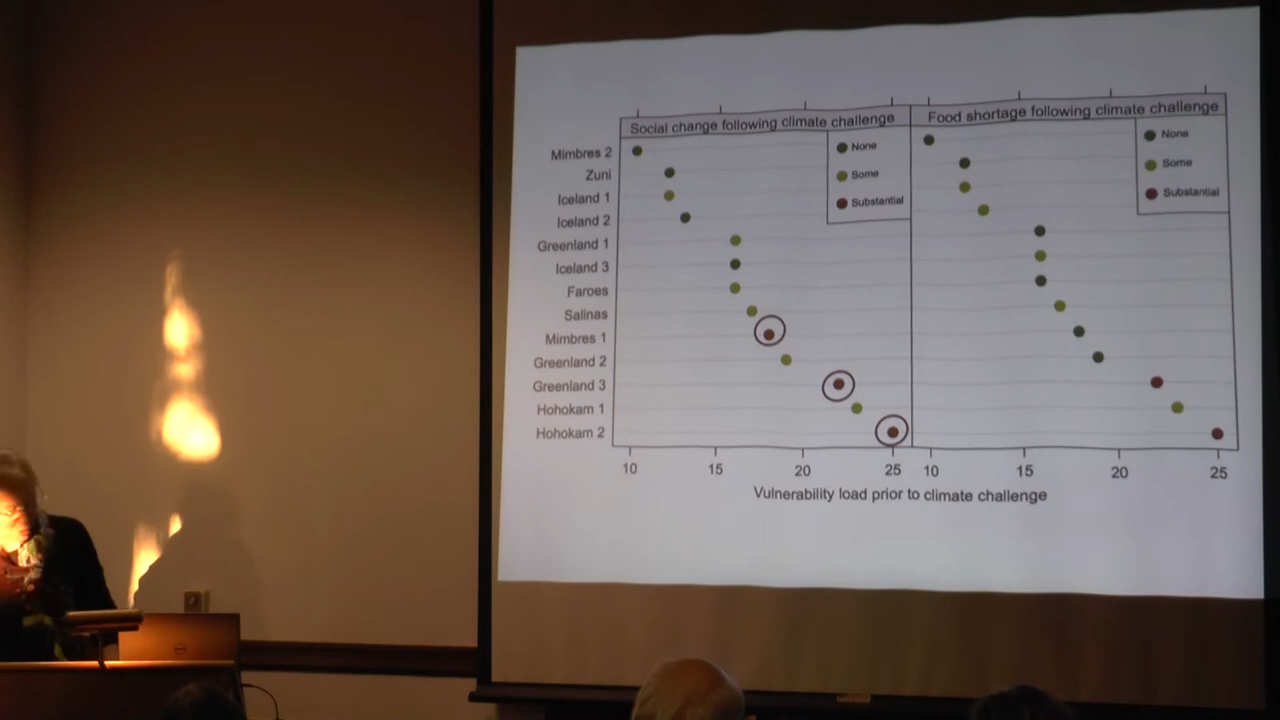 Social change following climate challenge
Food shortage following climate challenge
None
Some
Substantial
None
Some
Substantial
Mimbres 2
Zuni
Iceland 1
Iceland 2
Greenland 1
Iceland 3
Faroes
Salinas
Mimbres 1
Greenland 2
Greenland 3
Hohokam 1
Hohokam 2
10 15 20 25 10 15 20 25
Vulnerability load prior to climate challenge